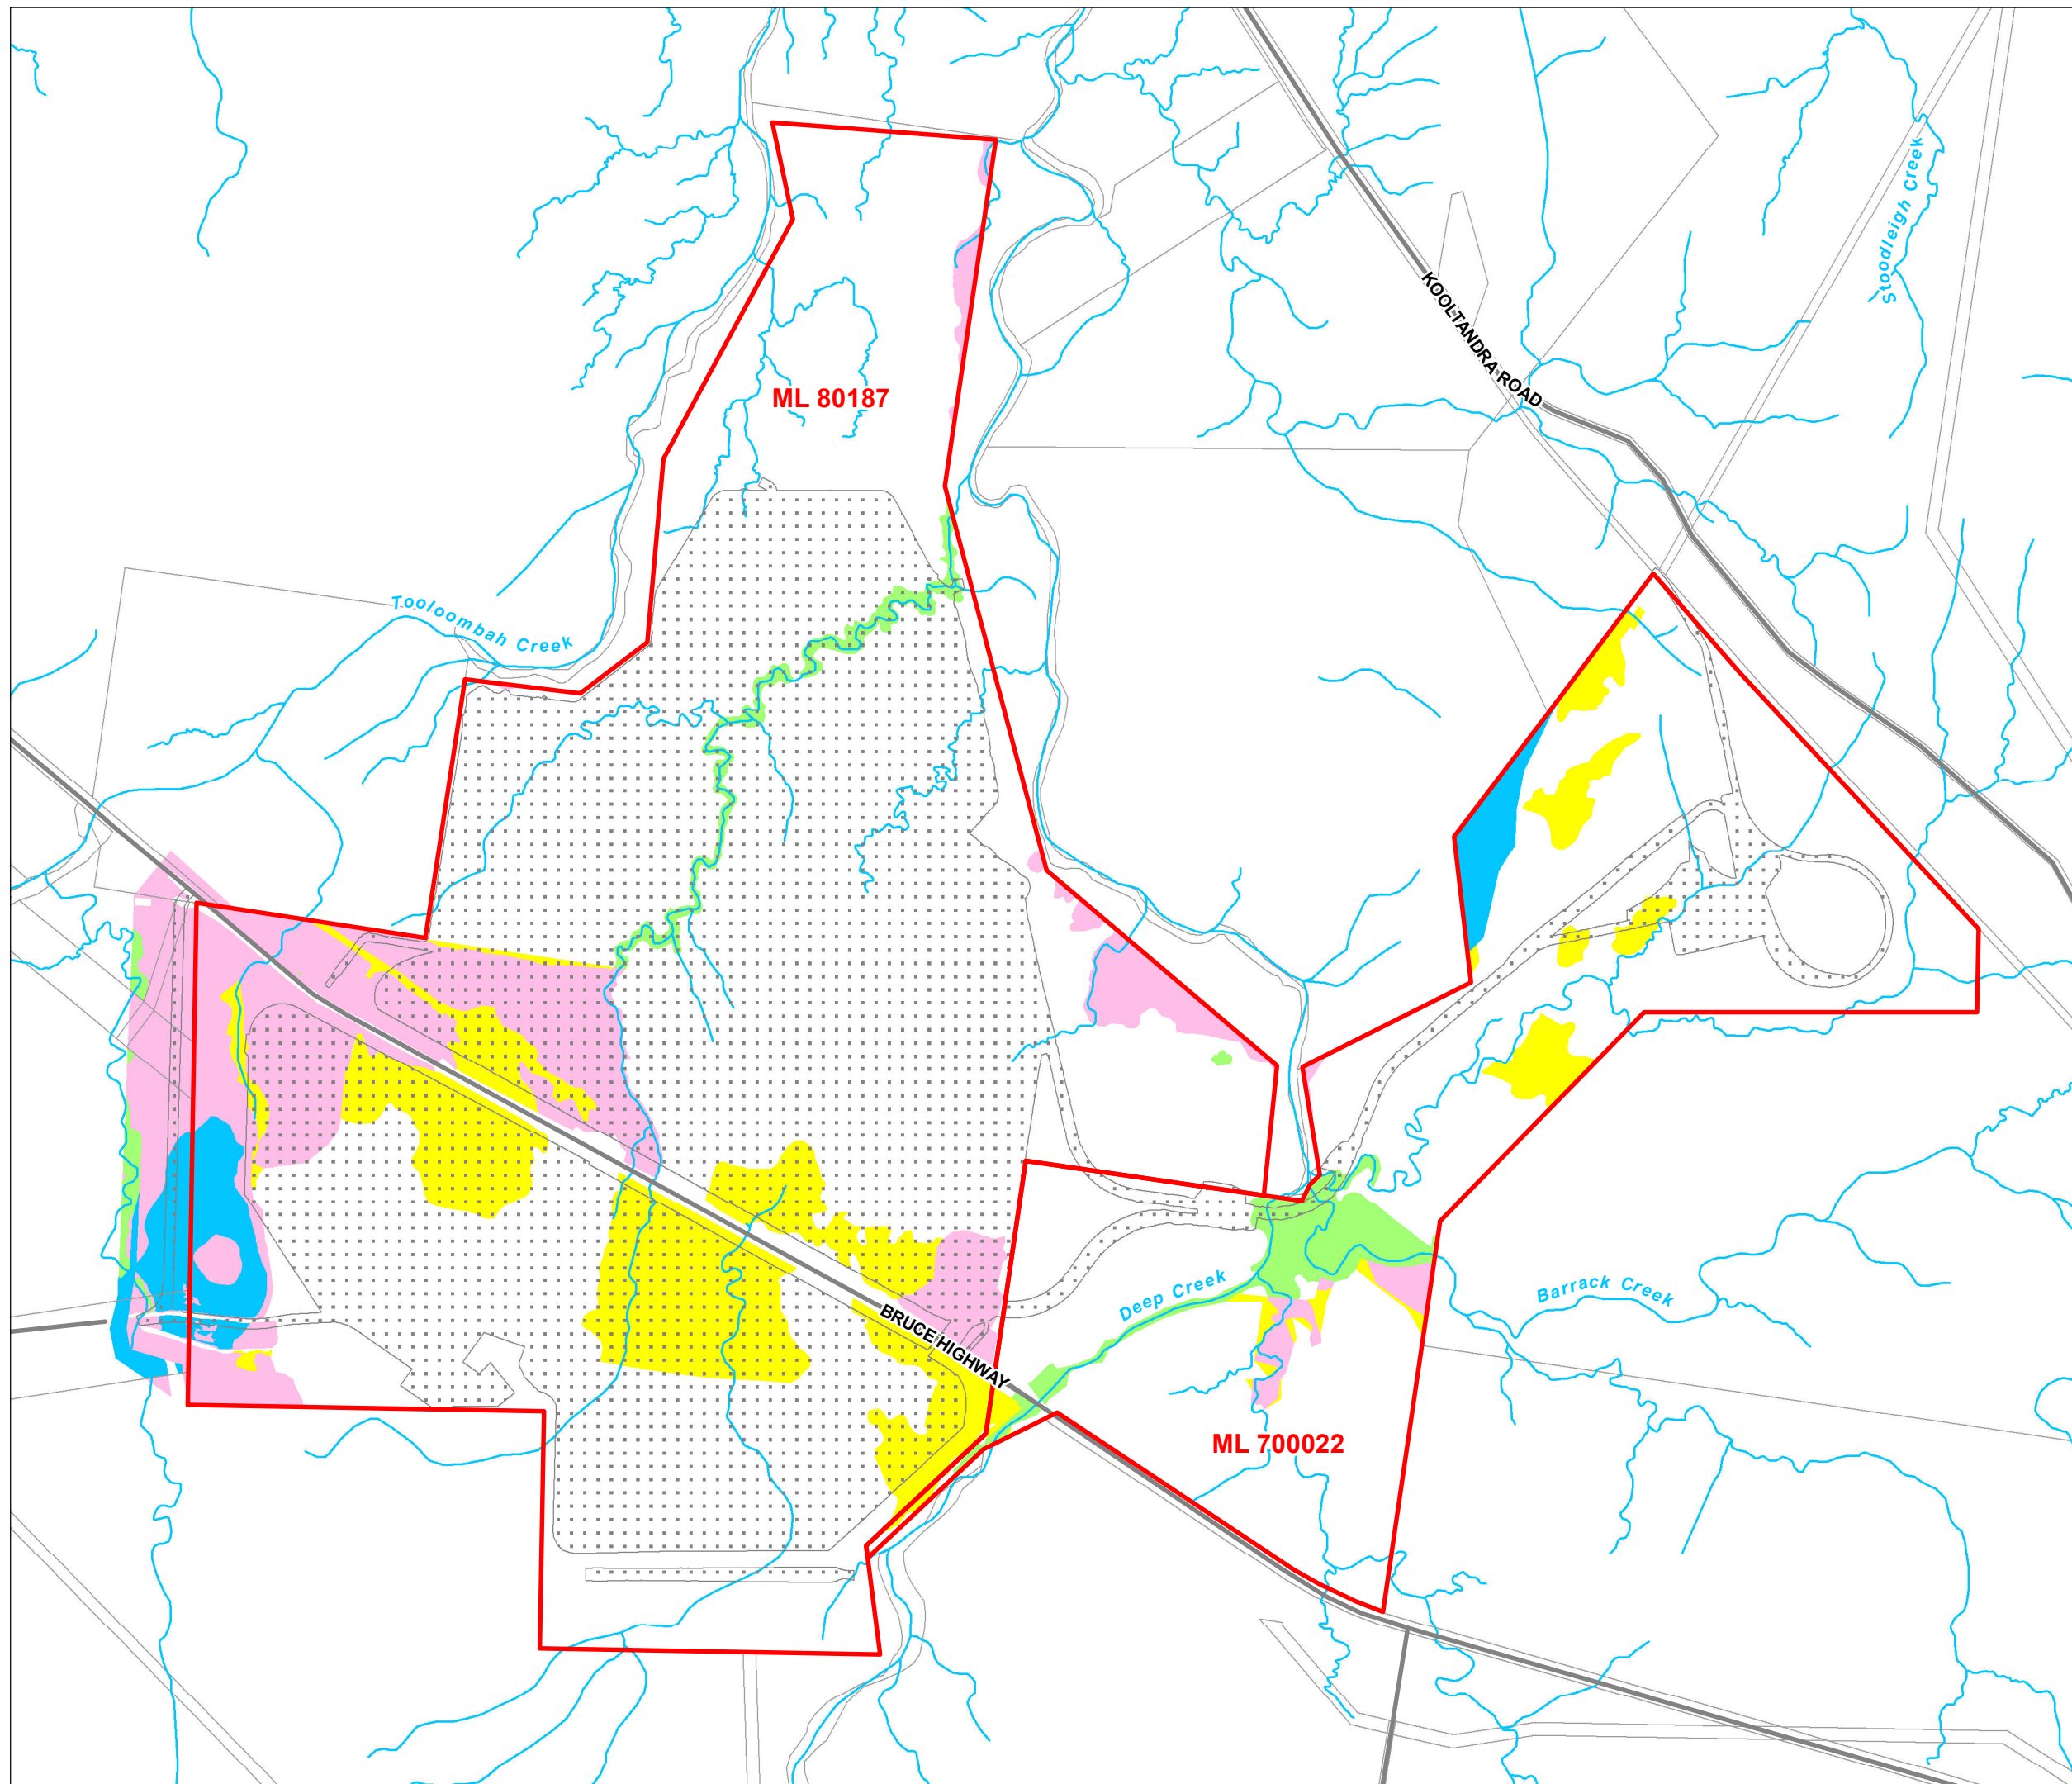 Stoodleigh Creek
KOOLTANDRA ROAD
ML 80187
Tooloombah Creek
Deep Creek
Barrack Creek
BRUCE HIGHWAY
ML 700022